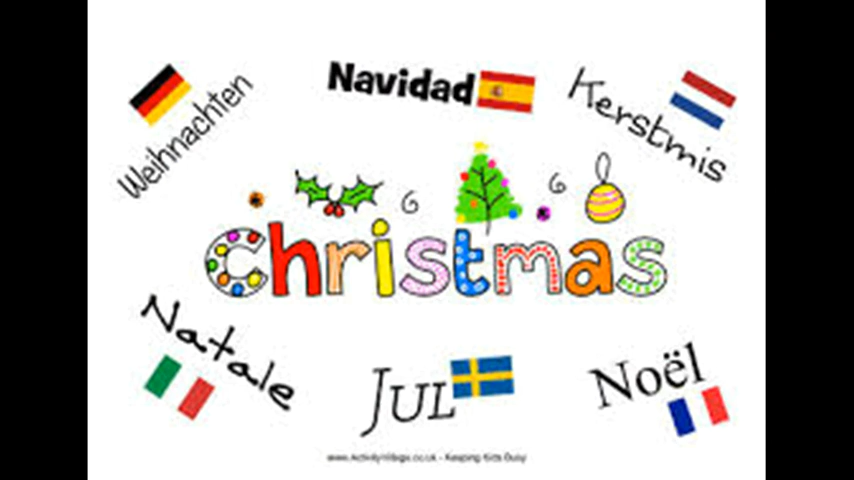 Weihnachten
Navidad
Kerstmis
Christmas
Natale
JUL
Noël
www.ActivityVillage.co.uk - Keeping Kids Busy